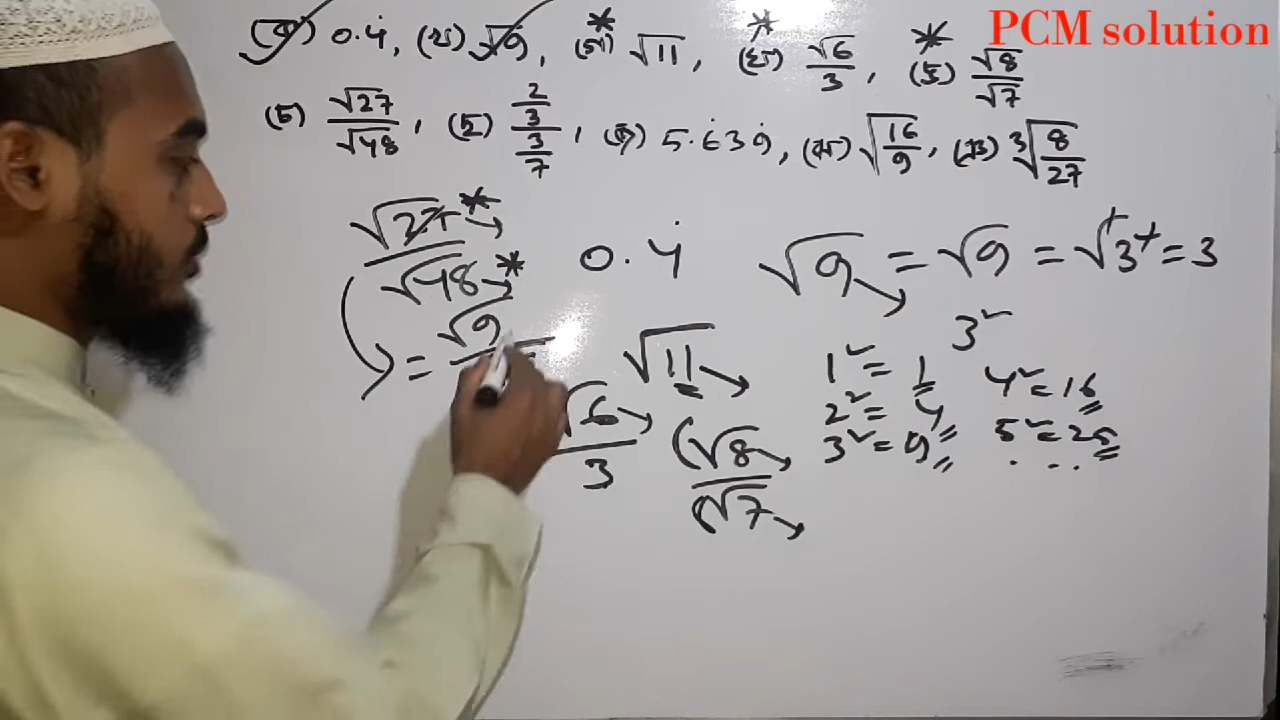 PCM solution
(ক) 0.4̇, (খ) √9, (গ) √11, (ঘ) √6/3, (ঙ) √8/√7
(চ) √27/√48, (ছ) 2/3/3/7, (জ) 5.6̇39̇, (ঝ) √16/9, (ঞ) ³√8/27
√27/√48
0.4̇
√9 = √9 = √3² = 3
= √9
√11
3²
1² = 1
4² = 16
2² = 4
3² = 9
5² = 25
√6/3
√8/√7